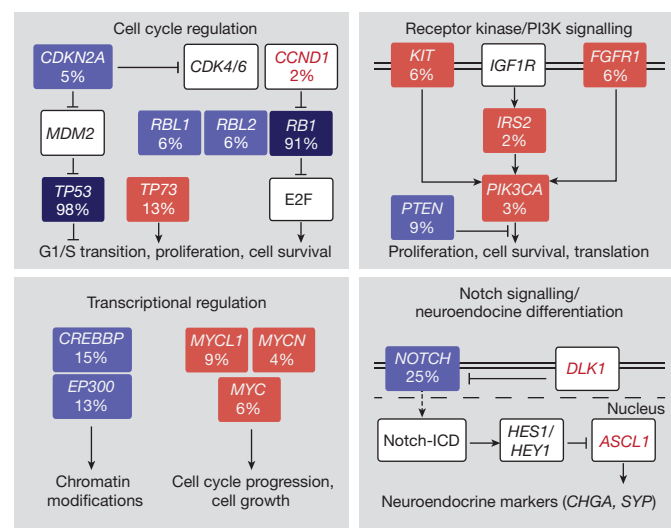 Cell cycle regulation
CDKN2A
5%
CDK4/6
CCND1
2%
MDM2
RBL1
6%
RBL2
6%
RB1
91%
TP53
98%
TP73
13%
E2F
G1/S transition, proliferation, cell survival
Receptor kinase/PI3K signalling
KIT
6%
IGF1R
FGFR1
6%
IRS2
2%
PIK3CA
3%
PTEN
9%
Proliferation, cell survival, translation
Transcriptional regulation
CREBBP
15%
EP300
13%
MYCL1
9%
MYCN
4%
MYC
6%
Chromatin
modifications
Cell cycle progression,
cell growth
Notch signalling/
neuroendocrine differentiation
NOTCH
25%
DLK1
Nucleus
Notch-ICD
HES1/
HEY1
ASCL1
Neuroendocrine markers (CHGA, SYP)